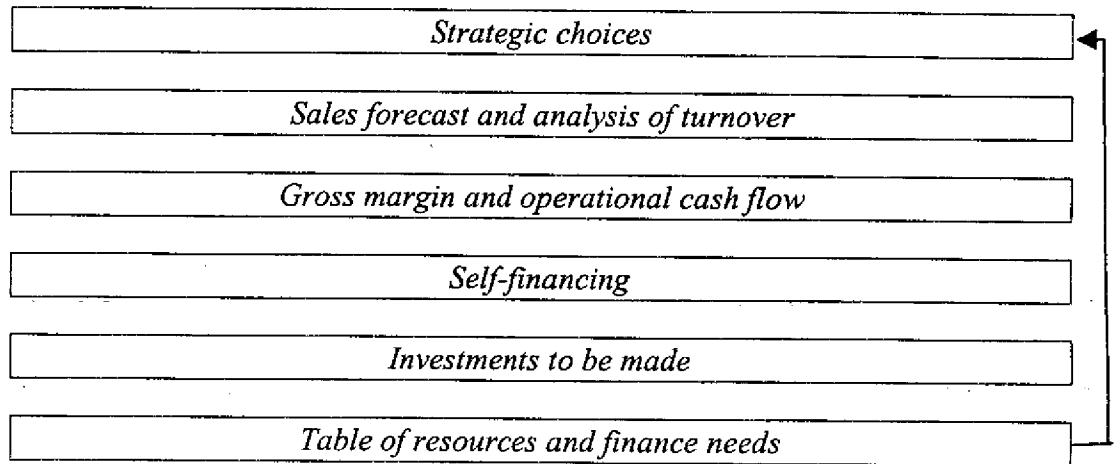 Strategic choices
Sales forecast and analysis of turnover
Gross margin and operational cash flow
Self-financing
Investments to be made
Table of resources and finance needs